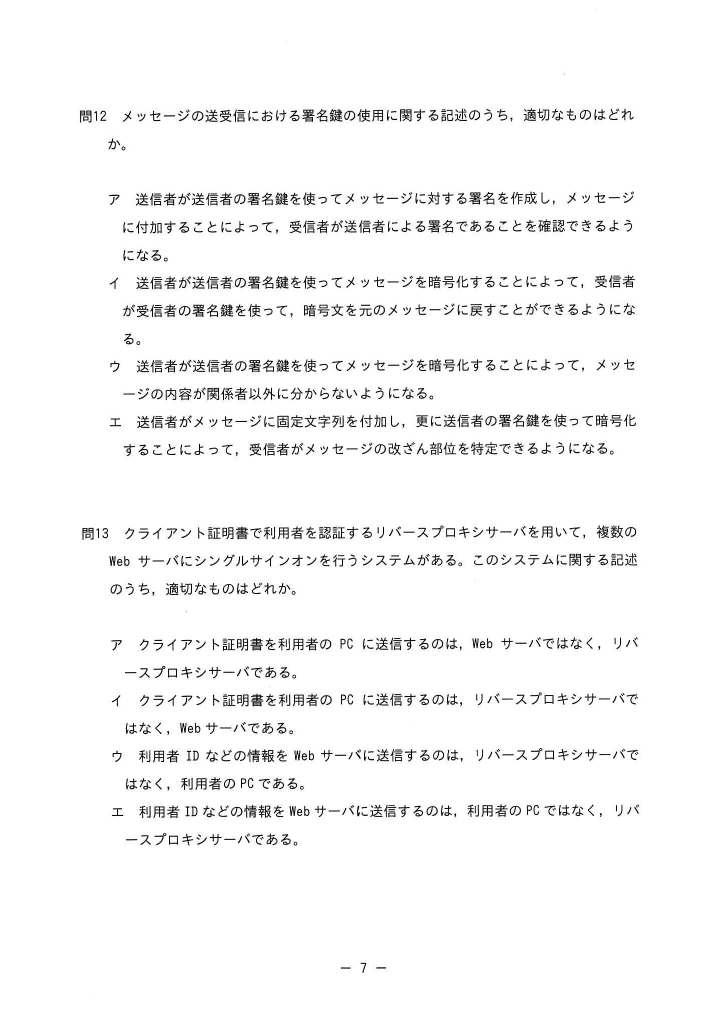 問12　メッセージの送受信における署名鍵の使用に関する記述のうち，適切なものはどれ
か。
ア　送信者が送信者の署名鍵を使ってメッセージに対する署名を作成し，メッセージ
に付加することによって，受信者が送信者による署名であることを確認できるよう
になる。
イ　送信者が送信者の署名鍵を使ってメッセージを暗号化することによって，受信者
が受信者の署名鍵を使って，暗号文を元のメッセージに戻すことができるようにな
る。
ウ　送信者が送信者の署名鍵を使ってメッセージを暗号化することによって，メッセ
ージの内容が関係者以外に分からないようになる。
エ　送信者がメッセージに固定文字列を付加し，更に送信者の署名鍵を使って暗号化
することによって，受信者がメッセージの改ざん部位を特定できるようになる。
問13　クライアント証明書で利用者を認証するリバースプロキシサーバを用いて，複数の
Web サーバにシングルサインオンを行うシステムがある。このシステムに関する記述
のうち，適切なものはどれか。
ア　クライアント証明書を利用者の PC に送信するのは，Web サーバではなく，リバ
ースプロキシサーバである。
イ　クライアント証明書を利用者の PC に送信するのは，リバースプロキシサーバで
はなく，Web サーバである。
ウ　利用者 ID などの情報を Web サーバに送信するのは，リバースプロキシサーバで
はなく，利用者の PC である。
エ　利用者 ID などの情報を Web サーバに送信するのは，利用者の PC ではなく，リバ
ースプロキシサーバである。
－ 7 －